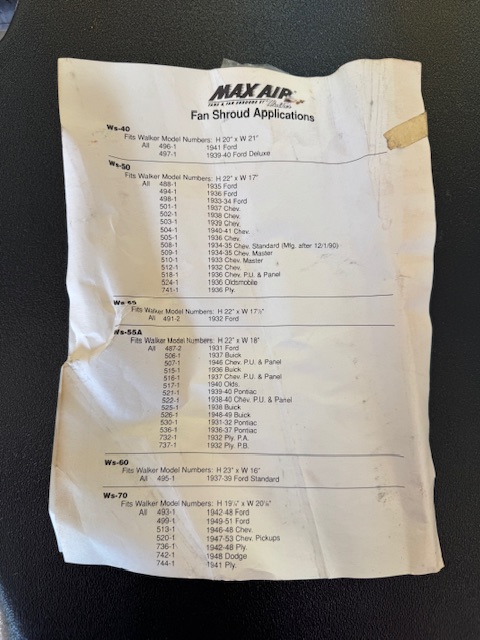 MAX AIR
FANS & FAN SHROUDS BY
Fan Shroud Applications
Ws-40
Fits Walker Model Numbers: H 20" x W 21"
All 496-1 1941 Ford
497-1 1939-40 Ford Deluxe
Ws-50
Fits Walker Model Numbers: H 22" x W 17"
All 488-1 1935 Ford
494-1 1936 Ford
498-1 1933-34 Ford
501-1 1937 Chev.
502-1 1938 Chev.
503-1 1939 Chev.
504-1 1940-41 Chev.
505-1 1936 Chev.
508-1 1934-35 Chev. Standard (Mfg. after 12/1/90)
509-1 1934-35 Chev. Master
510-1 1933 Chev. Master
512-1 1932 Chev.
518-1 1936 Chev. P.U. & Panel
524-1 1936 Oldsmobile
741-1 1936 Ply.
Fits Walker Model Numbers: H 22" x W 17½"
All 491-2 1932 Ford
Ws-55A
Fits Walker Model Numbers: H 22" x W 18"
All 487-2 1931 Ford
506-1 1937 Buick
507-1 1946 Chev. P.U. & Panel
515-1 1936 Buick
516-1 1937 Chev. P.U. & Panel
517-1 1940 Olds.
521-1 1939-40 Pontiac
522-1 1938-40 Chev. P.U. & Panel
525-1 1938 Buick
526-1 1948-49 Buick
530-1 1931-32 Pontiac
536-1 1936-37 Pontiac
732-1 1932 Ply. P.A.
737-1 1932 Ply. P.B.
Ws-60
Fits Walker Model Numbers: H 23" x W 16"
All 495-1 1937-39 Ford Standard
Ws-70
Fits Walker Model Numbers: H 19¼" x W 20⅛"
All 493-1 1942-48 Ford
499-1 1949-51 Ford
513-1 1946-48 Chev.
520-1 1947-53 Chev. Pickups
736-1 1942-48 Ply.
742-1 1948 Dodge
744-1 1941 Ply.